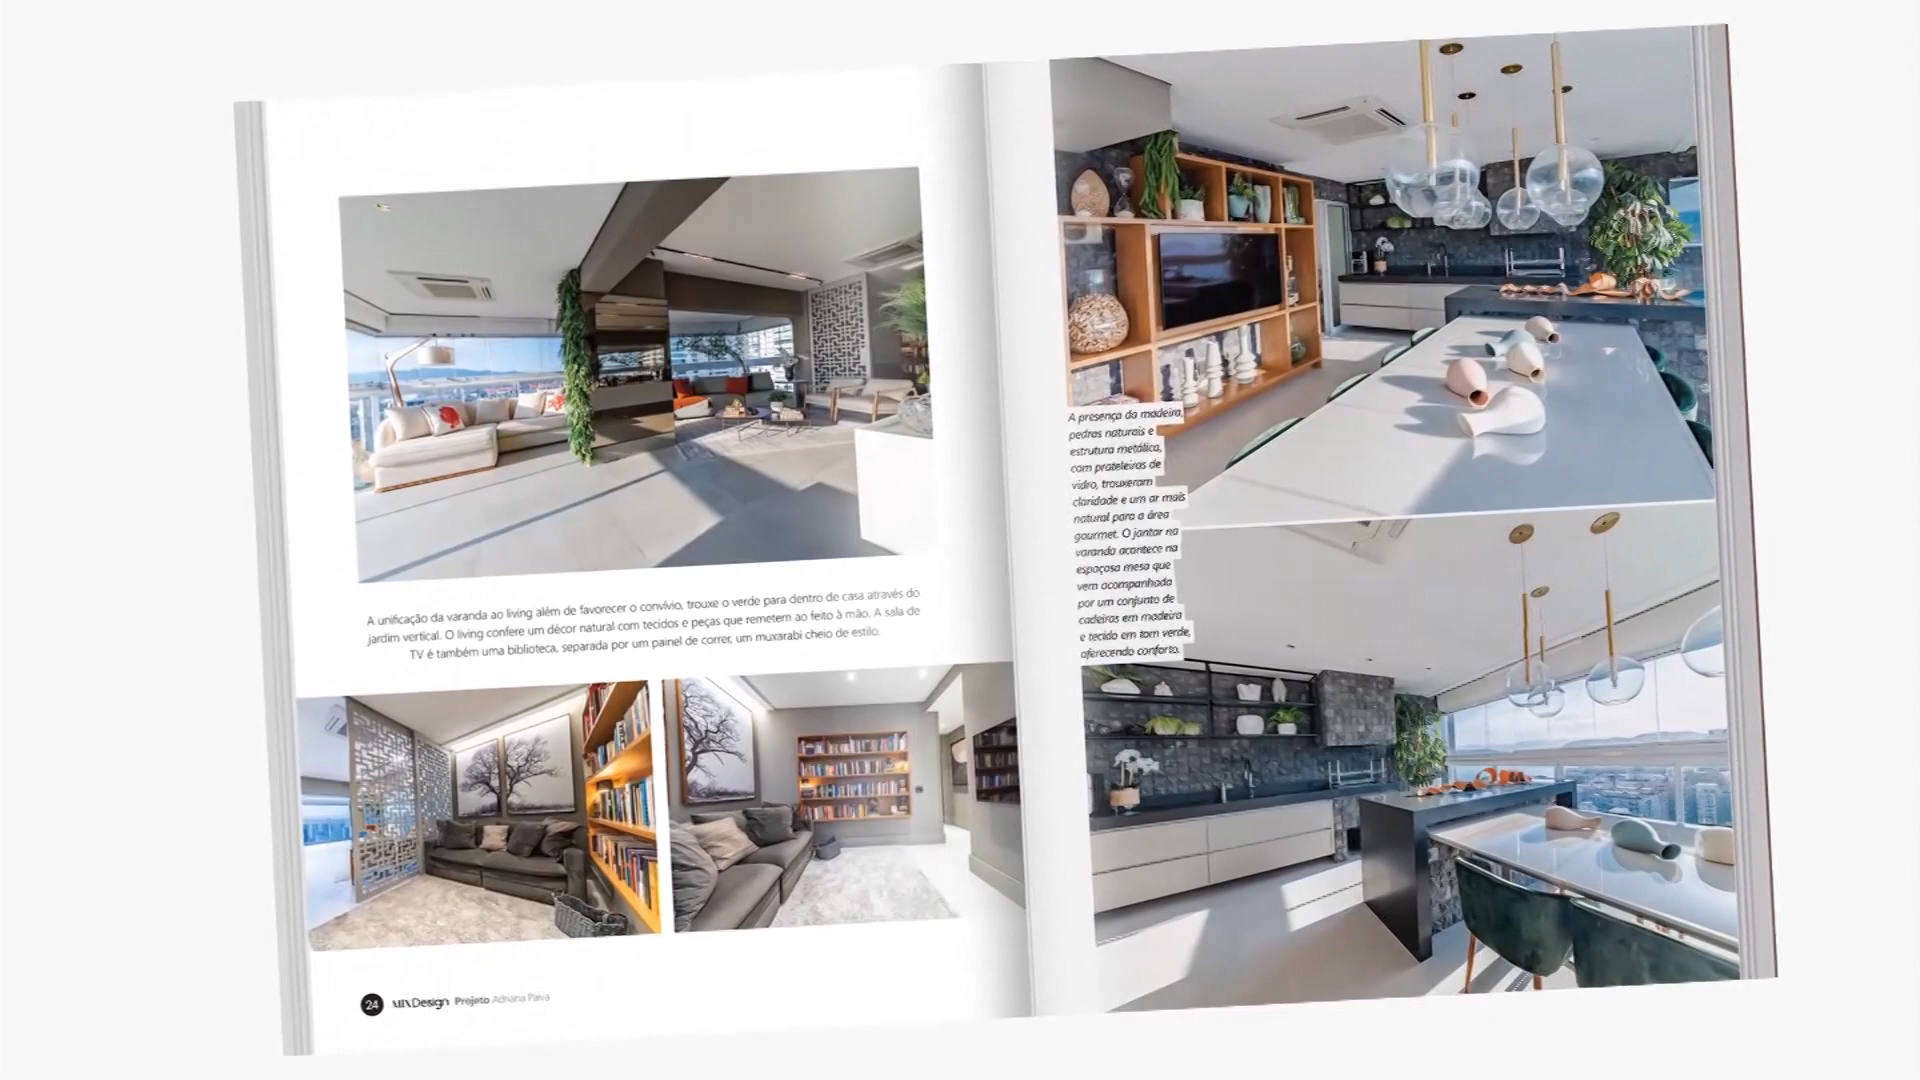 A unificação da varanda ao living além de favorecer o convívio, trouxe o verde para dentro de casa através do
jardim vertical. O living confere um décor natural com tecidos e peças que remetem ao feito à mão. A sala de
TV é também uma biblioteca, separada por um painel de correr, um muxarabi cheio de estilo.
24 MIXDesign Projeto Adriana Paiva
A presença da madeira,
pedras naturais e
estrutura metálica,
com prateleiras de
vidro, trouxeram
claridade e um ar mais
natural para a área
gourmet. O jantar na
varanda acontece na
espaçosa mesa que
vem acompanhada
por um conjunto de
cadeiras em madeira
e tecido em tom verde,
oferecendo conforto.